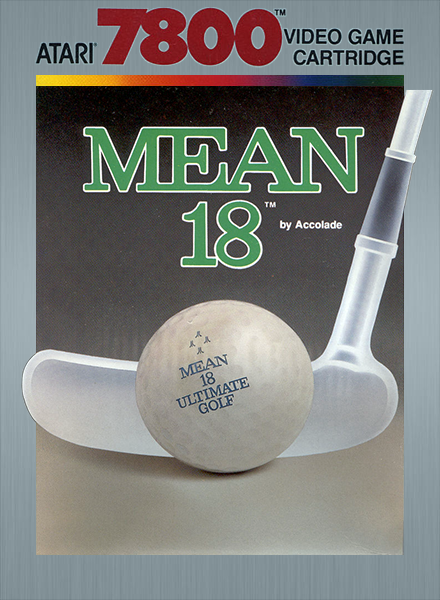 ATARI 7800™ VIDEO GAME
CARTRIDGE
MEAN
18™
by Accolade
MEAN
18
ULTIMATE
GOLF